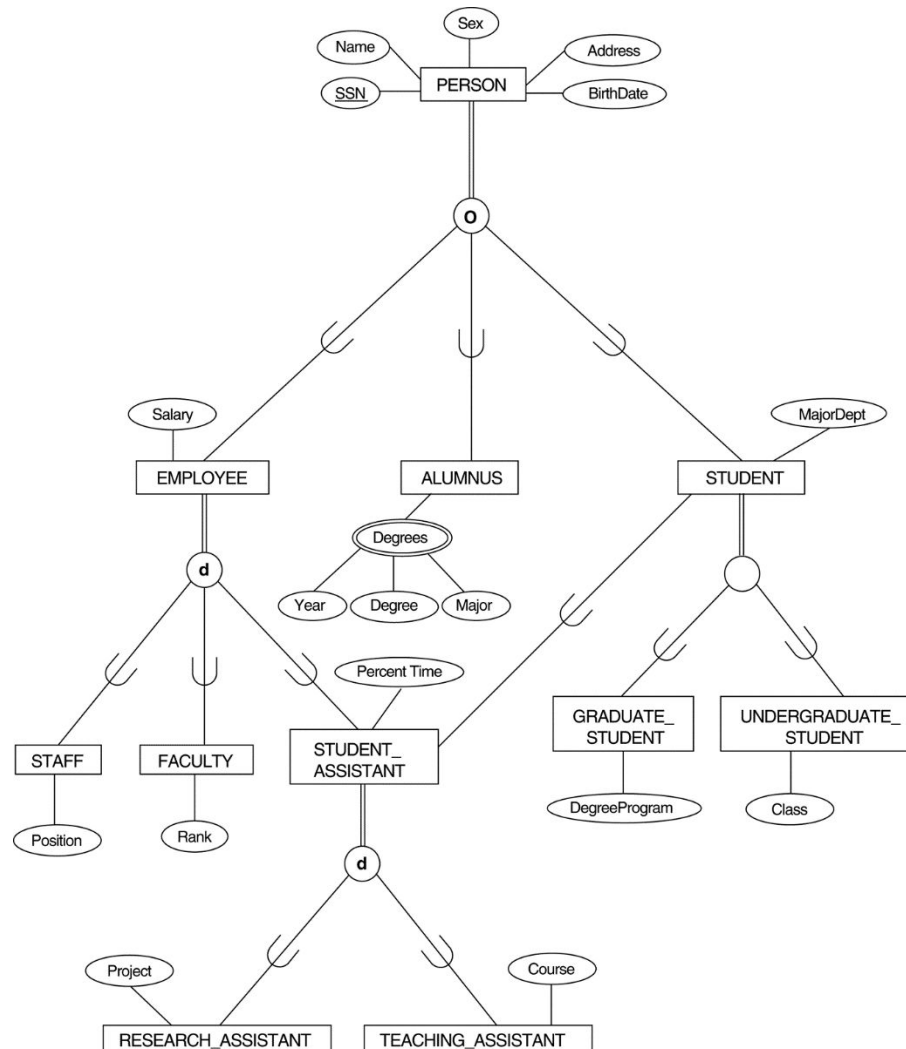 Sex
Name
Address
PERSON
SSN
BirthDate
O
Salary
MajorDept
EMPLOYEE
ALUMNUS
STUDENT
Degrees
d
Year
Degree
Major
Percent Time
GRADUATE_
STUDENT
UNDERGRADUATE_
STUDENT
STAFF
FACULTY
STUDENT_
ASSISTANT
DegreeProgram
Class
Position
Rank
d
Project
Course
RESEARCH_ASSISTANT
TEACHING_ASSISTANT